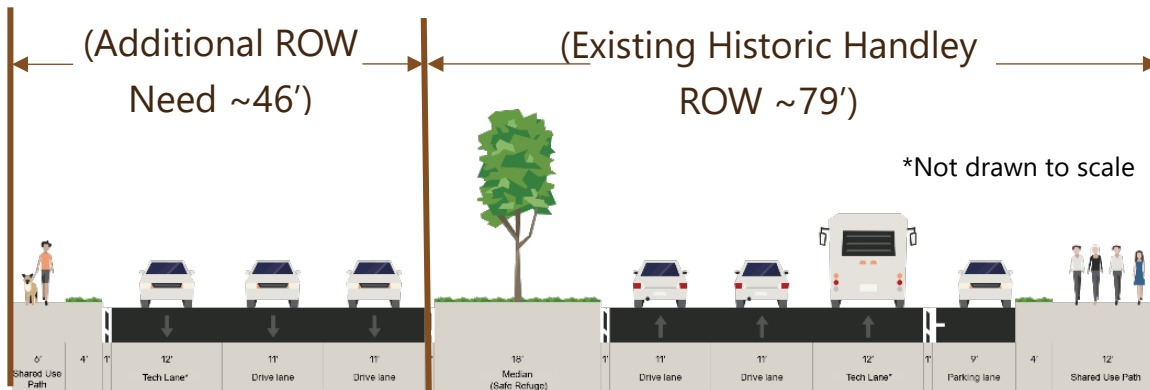 (Additional ROW
Need ~46’)
(Existing Historic Handley
ROW ~79’)
*Not drawn to scale
6’
Shared Use
Path
4’
1’
12’
Tech Lane*
11’
Drive lane
11’
Drive lane
18’
Median
(Safe Refuge)
1’
11’
Drive lane
11’
Drive lane
12’
Tech Lane*
1’
9’
Parking lane
4’
12’
Shared Use Path